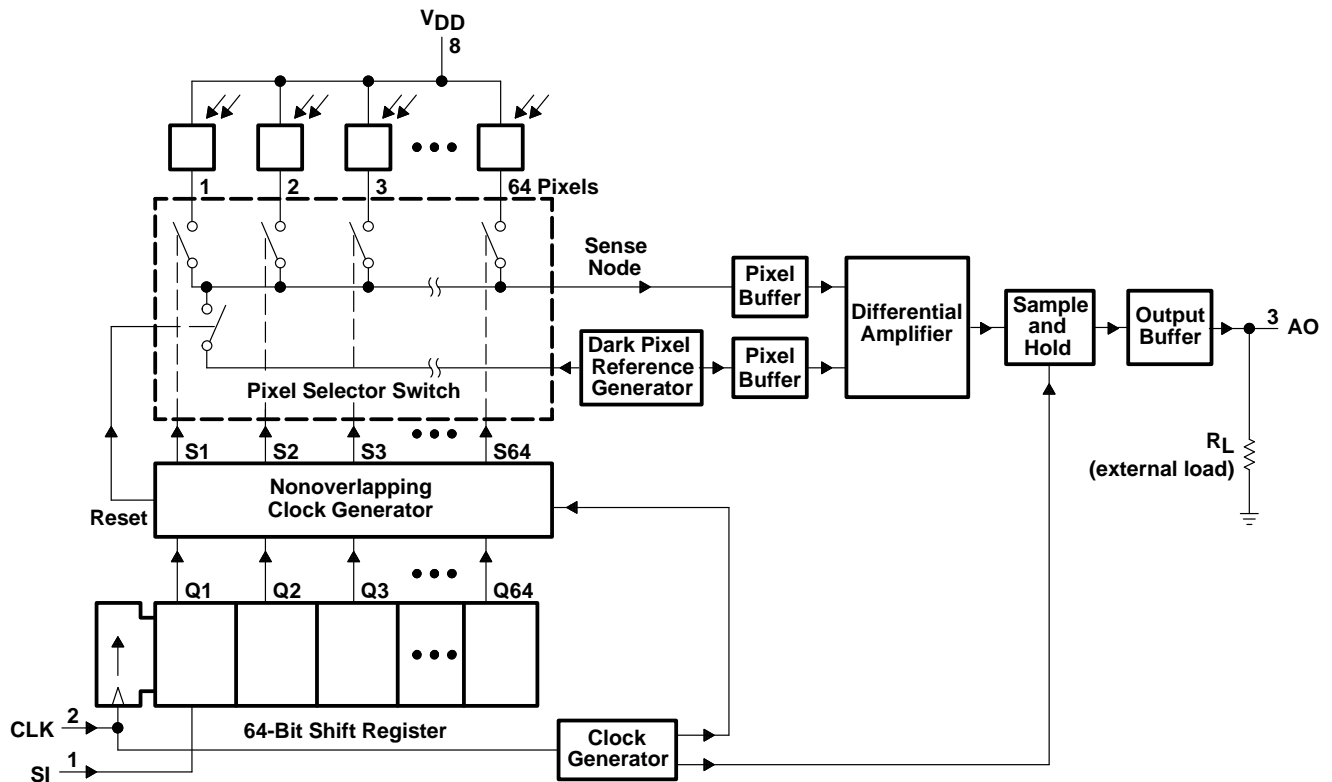 VDD
8
1
2
3
64 Pixels
Sense
Node
Pixel
Buffer
Differential
Amplifier
Sample
and
Hold
Output
Buffer
3
AO
Dark Pixel
Reference
Generator
Pixel
Buffer
Pixel Selector Switch
RL
(external load)
S1
S2
S3
S64
Nonoverlapping
Clock Generator
Reset
Q1
Q2
Q3
Q64
CLK
2
64-Bit Shift Register
Clock
Generator
SI
1